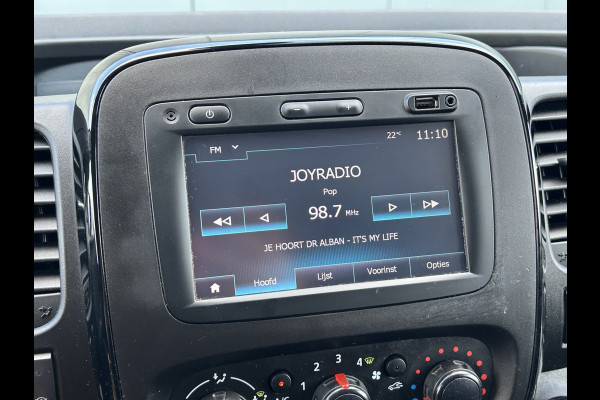 22°C 11:10
FM
JOYRADIO
Pop
98.7 MHz
JE HOORT DR ALBAN - IT'S MY LIFE
Hoofd Lijst Voorinst Opties
1 2 3 4
A/C